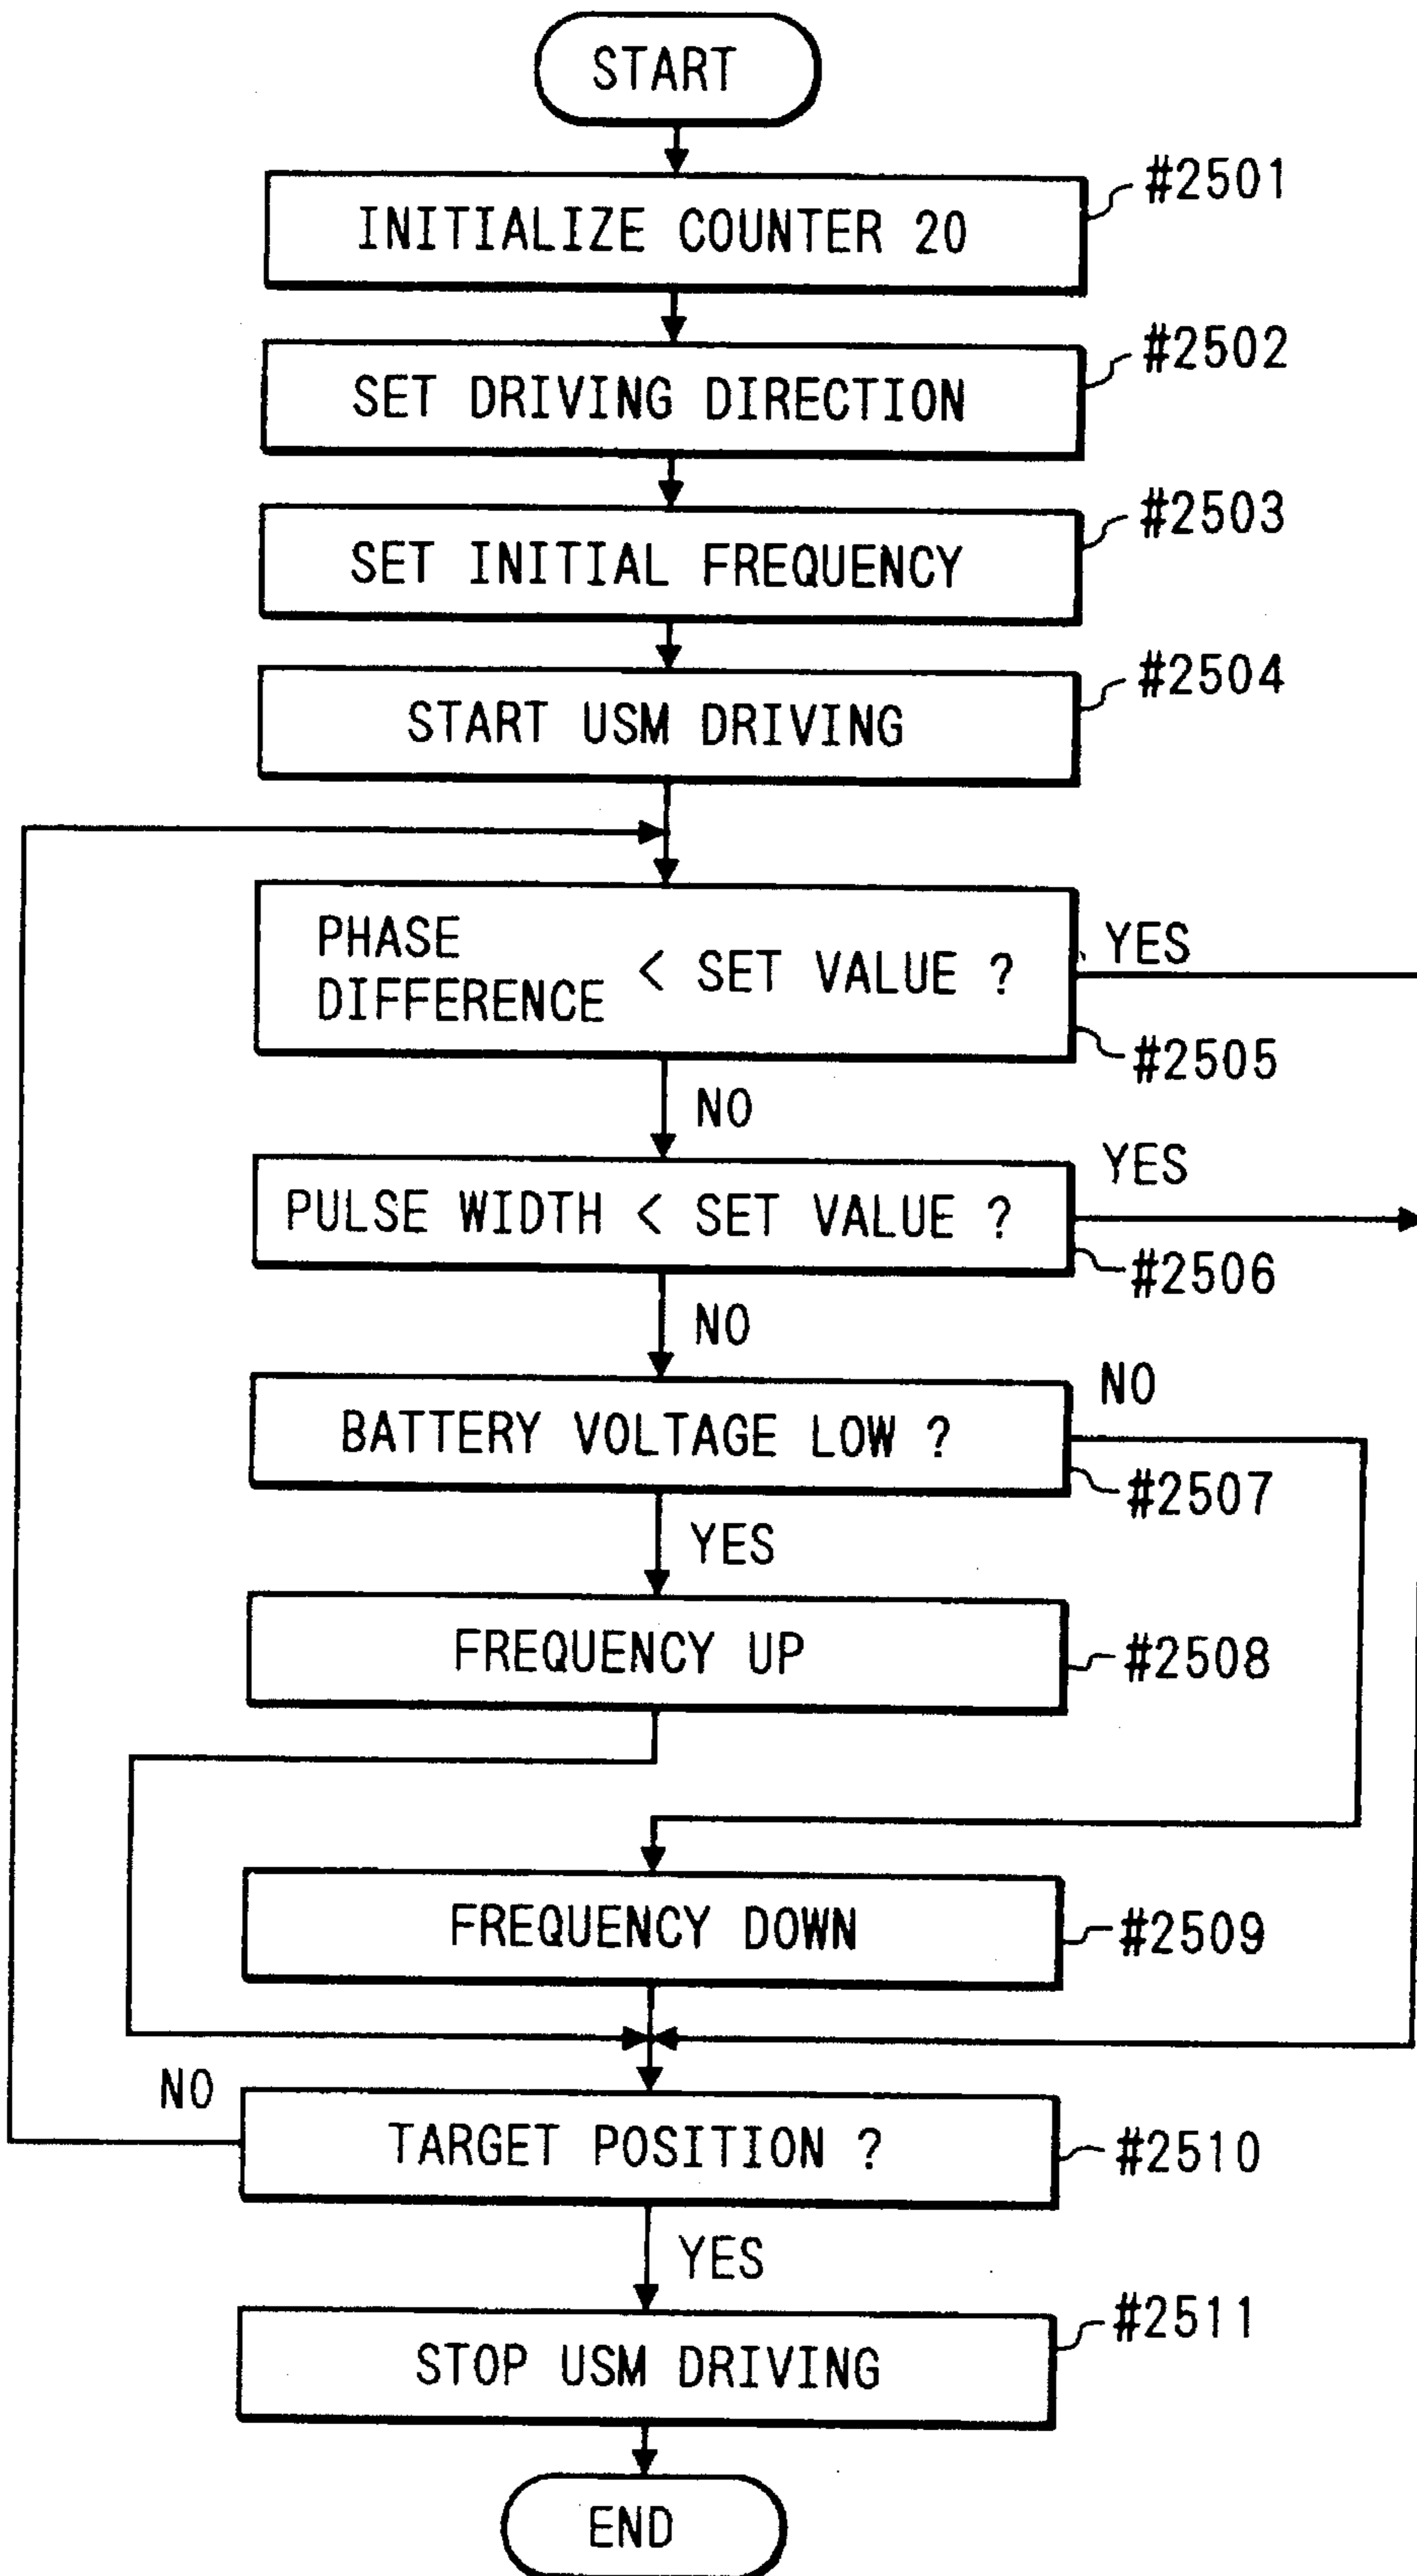 START
INITIALIZE COUNTER 20
#2501
SET DRIVING DIRECTION
#2502
SET INITIAL FREQUENCY
#2503
START USM DRIVING
#2504
PHASE
DIFFERENCE < SET VALUE ?
YES
#2505
NO
PULSE WIDTH < SET VALUE ?
YES
#2506
NO
BATTERY VOLTAGE LOW ?
NO
#2507
YES
FREQUENCY UP
#2508
FREQUENCY DOWN
#2509
NO
TARGET POSITION ?
#2510
YES
STOP USM DRIVING
#2511
END